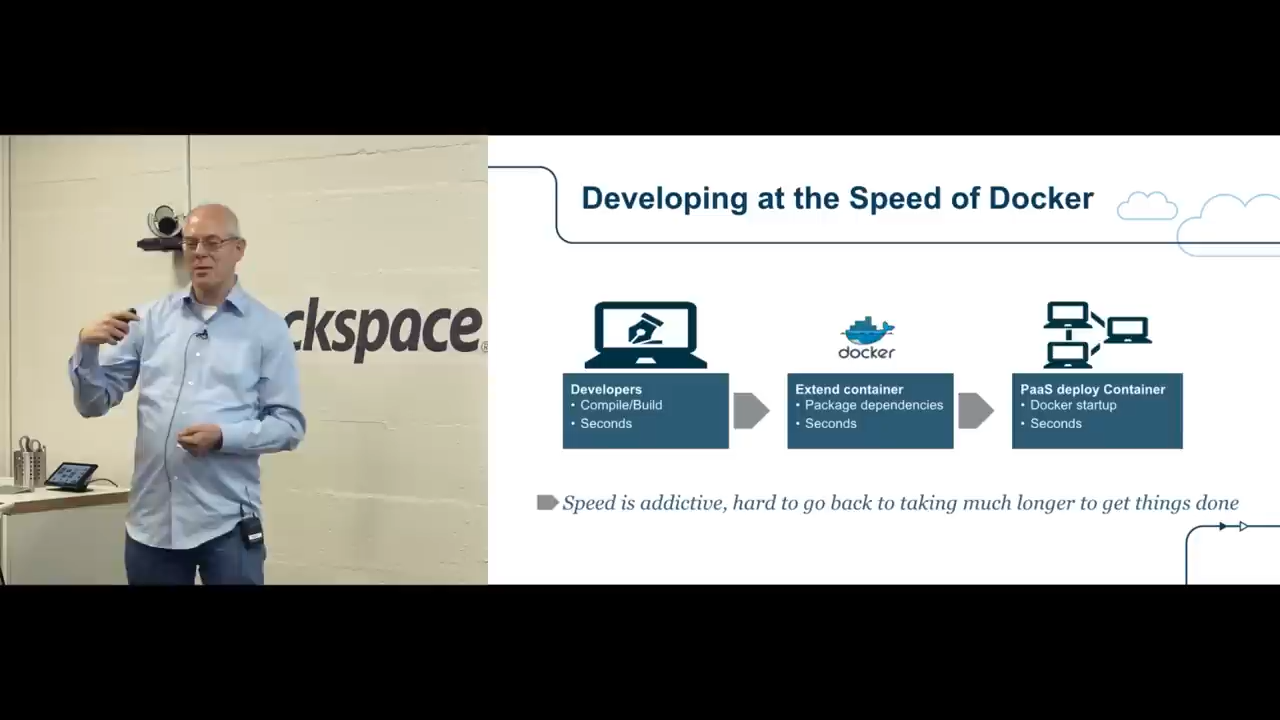 Developing at the Speed of Docker
ckspace®
docker
Developers
• Compile/Build
• Seconds
Extend container
• Package dependencies
• Seconds
PaaS deploy Container
• Docker startup
• Seconds
Speed is addictive, hard to go back to taking much longer to get things done